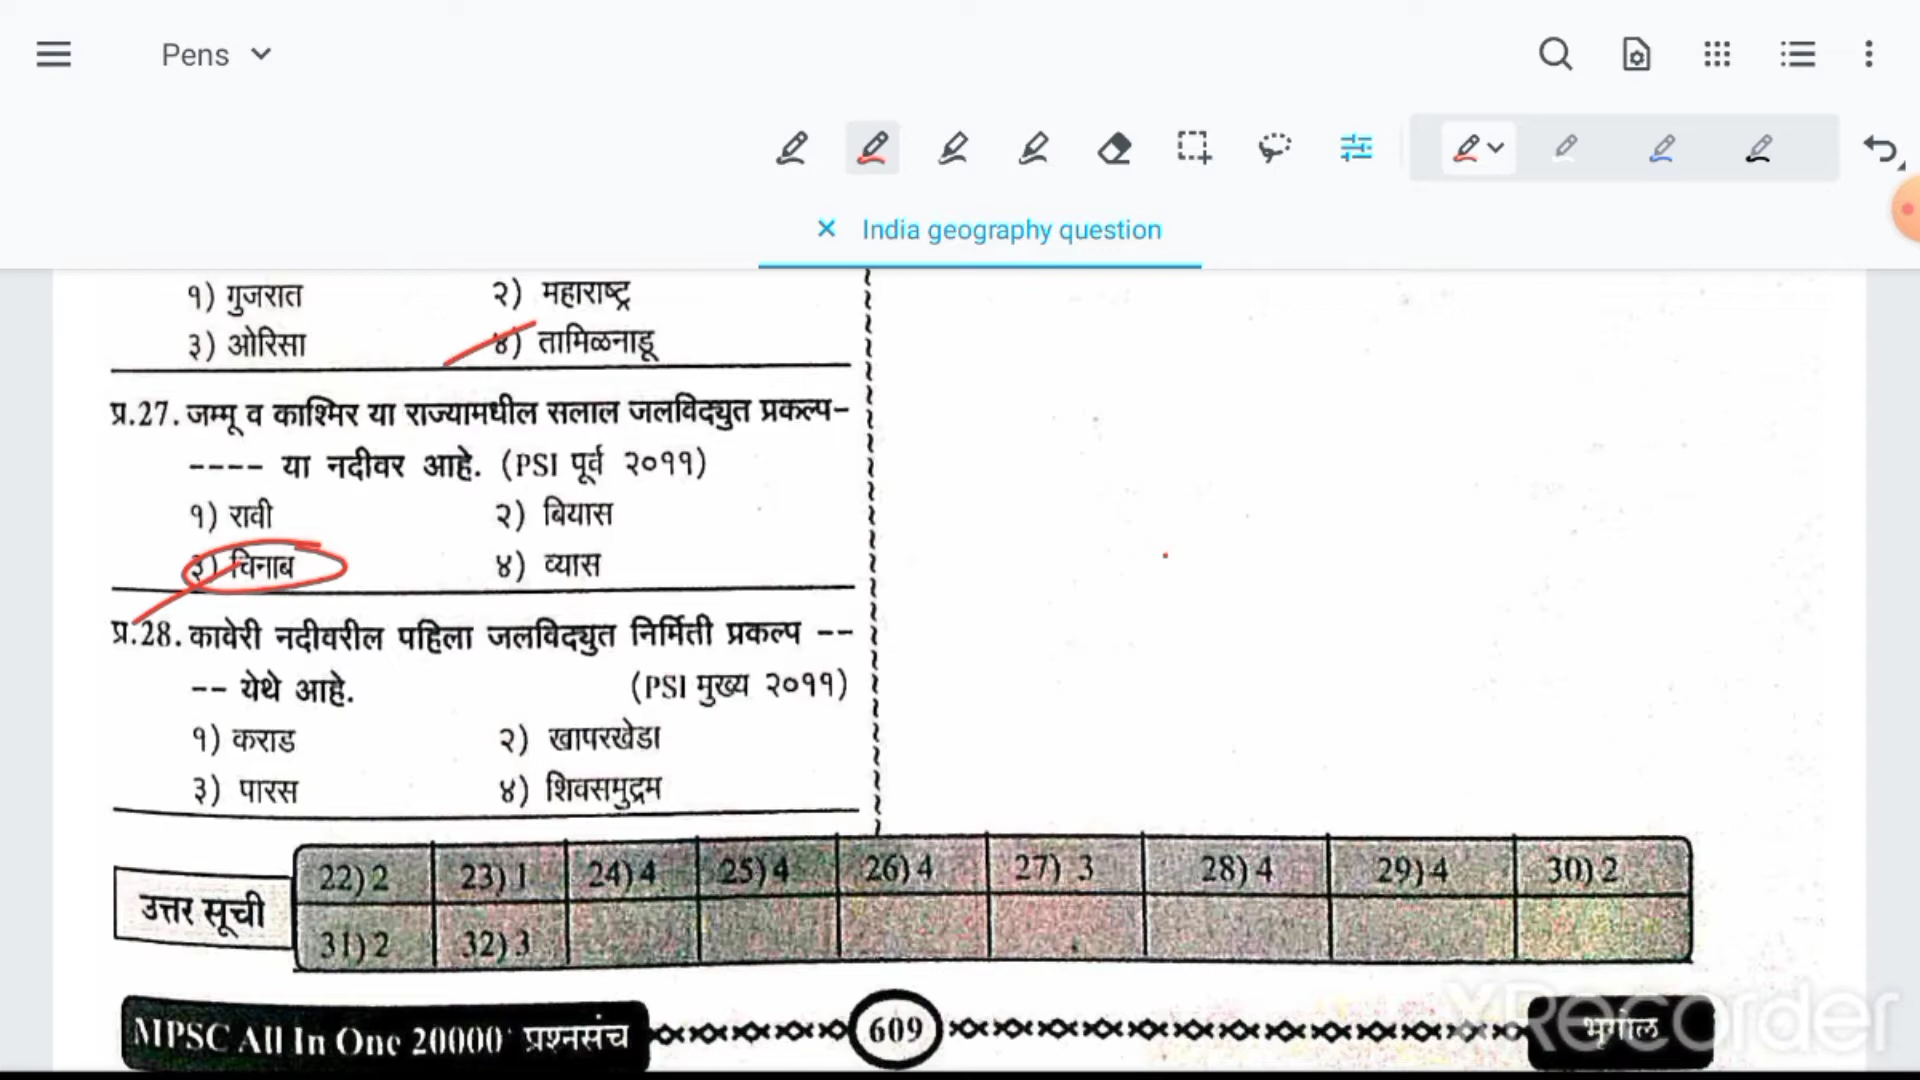 Pens
India geography question
१) गुजरात २) महाराष्ट्र
३) ओरिसा ४) तामिळनाडू
प्र.27. जम्मू व काश्मिर या राज्यामधील सलाल जलविद्युत प्रकल्प-
---- या नदीवर आहे. (PSI पूर्व २०११)
१) रावी २) बियास
३) चिनाब ४) व्यास
प्र.28. कावेरी नदीवरील पहिला जलविद्युत निर्मिती प्रकल्प --
-- येथे आहे. (PSI मुख्य २०११)
१) कराड २) खापरखेडा
३) पारस ४) शिवसमुद्रम
उत्तर सूची
22) 2 23) 1 24) 4 25) 4 26) 4 27) 3 28) 4 29) 4 30) 2
31) 2 32) 3
MPSC All In One 20000 प्रश्नसंच 609 भूगोल
XRecorder